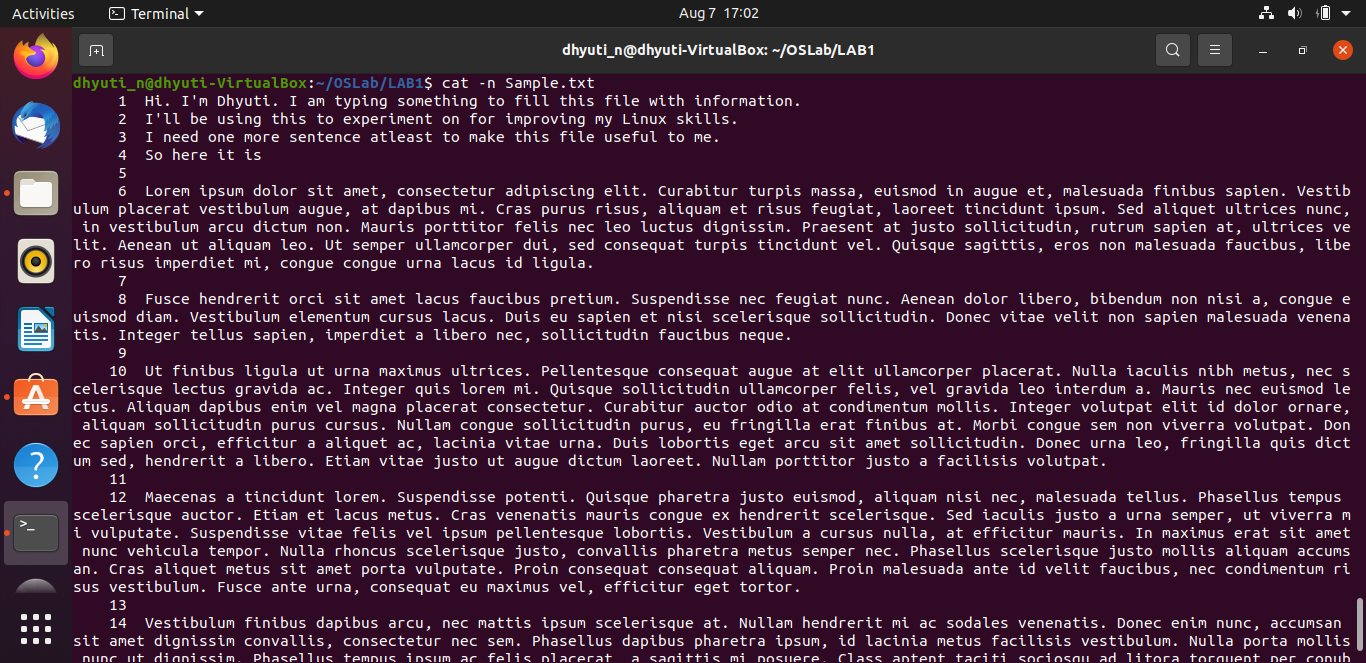 Activities Terminal Aug 7 17:02
dhyuti_n@dhyuti-VirtualBox: ~/OSLab/LAB1
dhyuti_n@dhyuti-VirtualBox:~/OSLab/LAB1$ cat -n Sample.txt
1 Hi. I'm Dhyuti. I am typing something to fill this file with information.
2 I'll be using this to experiment on for improving my Linux skills.
3 I need one more sentence atleast to make this file useful to me.
4 So here it is
5
6 Lorem ipsum dolor sit amet, consectetur adipiscing elit. Curabitur turpis massa, euismod in augue et, malesuada finibus sapien. Vestib
ulum placerat vestibulum augue, at dapibus mi. Cras purus risus, aliquam et risus feugiat, laoreet tincidunt ipsum. Sed aliquet ultrices nunc,
in vestibulum arcu dictum non. Mauris porttitor felis nec leo luctus dignissim. Praesent at justo sollicitudin, rutrum sapien at, ultrices ve
lit. Aenean ut aliquam leo. Ut semper ullamcorper dui, sed consequat turpis tincidunt vel. Quisque sagittis, eros non malesuada faucibus, libe
ro risus imperdiet mi, congue congue urna lacus id ligula.
7
8 Fusce hendrerit orci sit amet lacus faucibus pretium. Suspendisse nec feugiat nunc. Aenean dolor libero, bibendum non nisi a, congue e
uismod diam. Vestibulum elementum cursus lacus. Duis eu sapien et nisi scelerisque sollicitudin. Donec vitae velit non sapien malesuada venena
tis. Integer tellus sapien, imperdiet a libero nec, sollicitudin faucibus neque.
9
10 Ut finibus ligula ut urna maximus ultrices. Pellentesque consequat augue at elit ullamcorper placerat. Nulla iaculis nibh metus, nec s
celerisque lectus gravida ac. Integer quis lorem mi. Quisque sollicitudin ullamcorper felis, vel gravida leo interdum a. Mauris nec euismod le
ctus. Aliquam dapibus enim vel magna placerat consectetur. Curabitur auctor odio at condimentum mollis. Integer volutpat elit id dolor ornare,
aliquam sollicitudin purus cursus. Nullam congue sollicitudin purus, eu fringilla erat finibus at. Morbi congue sem non viverra volutpat. Don
ec sapien orci, efficitur a aliquet ac, lacinia vitae urna. Duis lobortis eget arcu sit amet sollicitudin. Donec urna leo, fringilla quis dict
um sed, hendrerit a libero. Etiam vitae justo ut augue dictum laoreet. Nullam porttitor justo a facilisis volutpat.
11
12 Maecenas a tincidunt lorem. Suspendisse potenti. Quisque pharetra justo euismod, aliquam nisi nec, malesuada tellus. Phasellus tempus
scelerisque auctor. Etiam et lacus metus. Cras venenatis mauris congue ex hendrerit scelerisque. Sed iaculis justo a urna semper, ut viverra m
i vulputate. Suspendisse vitae felis vel ipsum pellentesque lobortis. Vestibulum a cursus nulla, at efficitur mauris. In maximus erat sit amet
nunc vehicula tempor. Nulla rhoncus scelerisque justo, convallis pharetra metus semper nec. Phasellus scelerisque justo mollis aliquam accums
an. Cras aliquet metus sit amet porta vulputate. Proin consequat consequat aliquam. Proin malesuada ante id velit faucibus, nec condimentum ri
sus vestibulum. Fusce ante urna, consequat eu maximus vel, efficitur eget tortor.
13
14 Vestibulum finibus dapibus arcu, nec mattis ipsum scelerisque at. Nullam hendrerit mi ac sodales venenatis. Donec enim nunc, accumsan
sit amet dignissim convallis, consectetur nec sem. Phasellus dapibus pharetra ipsum, id lacinia metus facilisis vestibulum. Nulla porta mollis
nunc ut dignissim. Phasellus tempus ipsum ac felis placerat, a sagittis mi posuere. Class aptent taciti sociosqu ad litora torquent per conub